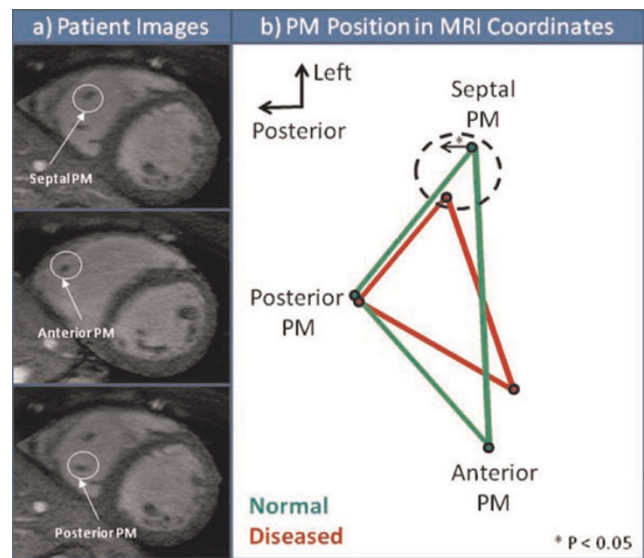 a) Patient Images
Septal PM
Anterior PM
Posterior PM
b) PM Position in MRI Coordinates
Left
Posterior
Septal
PM
*
Posterior
PM
Anterior
PM
Normal
Diseased
* P < 0.05